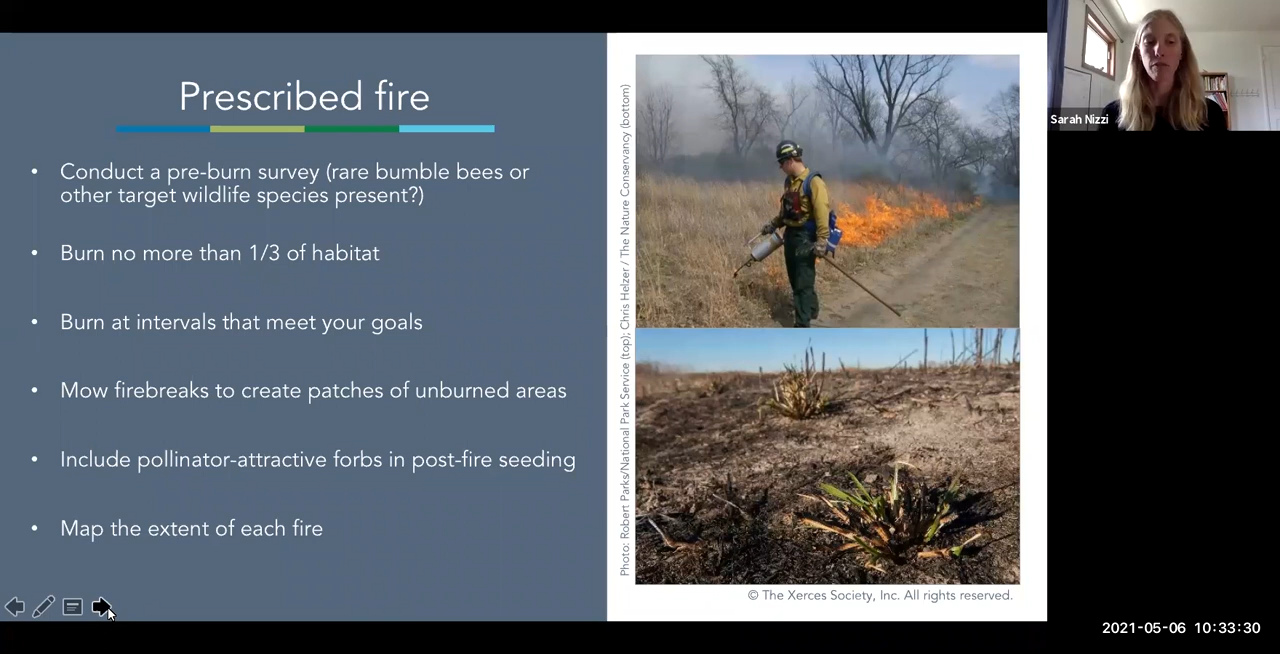 Prescribed fire
• Conduct a pre-burn survey (rare bumble bees or
other target wildlife species present?)
• Burn no more than 1/3 of habitat
• Burn at intervals that meet your goals
• Mow firebreaks to create patches of unburned areas
• Include pollinator-attractive forbs in post-fire seeding
• Map the extent of each fire
Photo: Robert Parks/National Park Service (top); Chris Helzer / The Nature Conservancy (bottom)
© The Xerces Society, Inc. All rights reserved.
Sarah Nizzi
2021-05-06 10:33:30